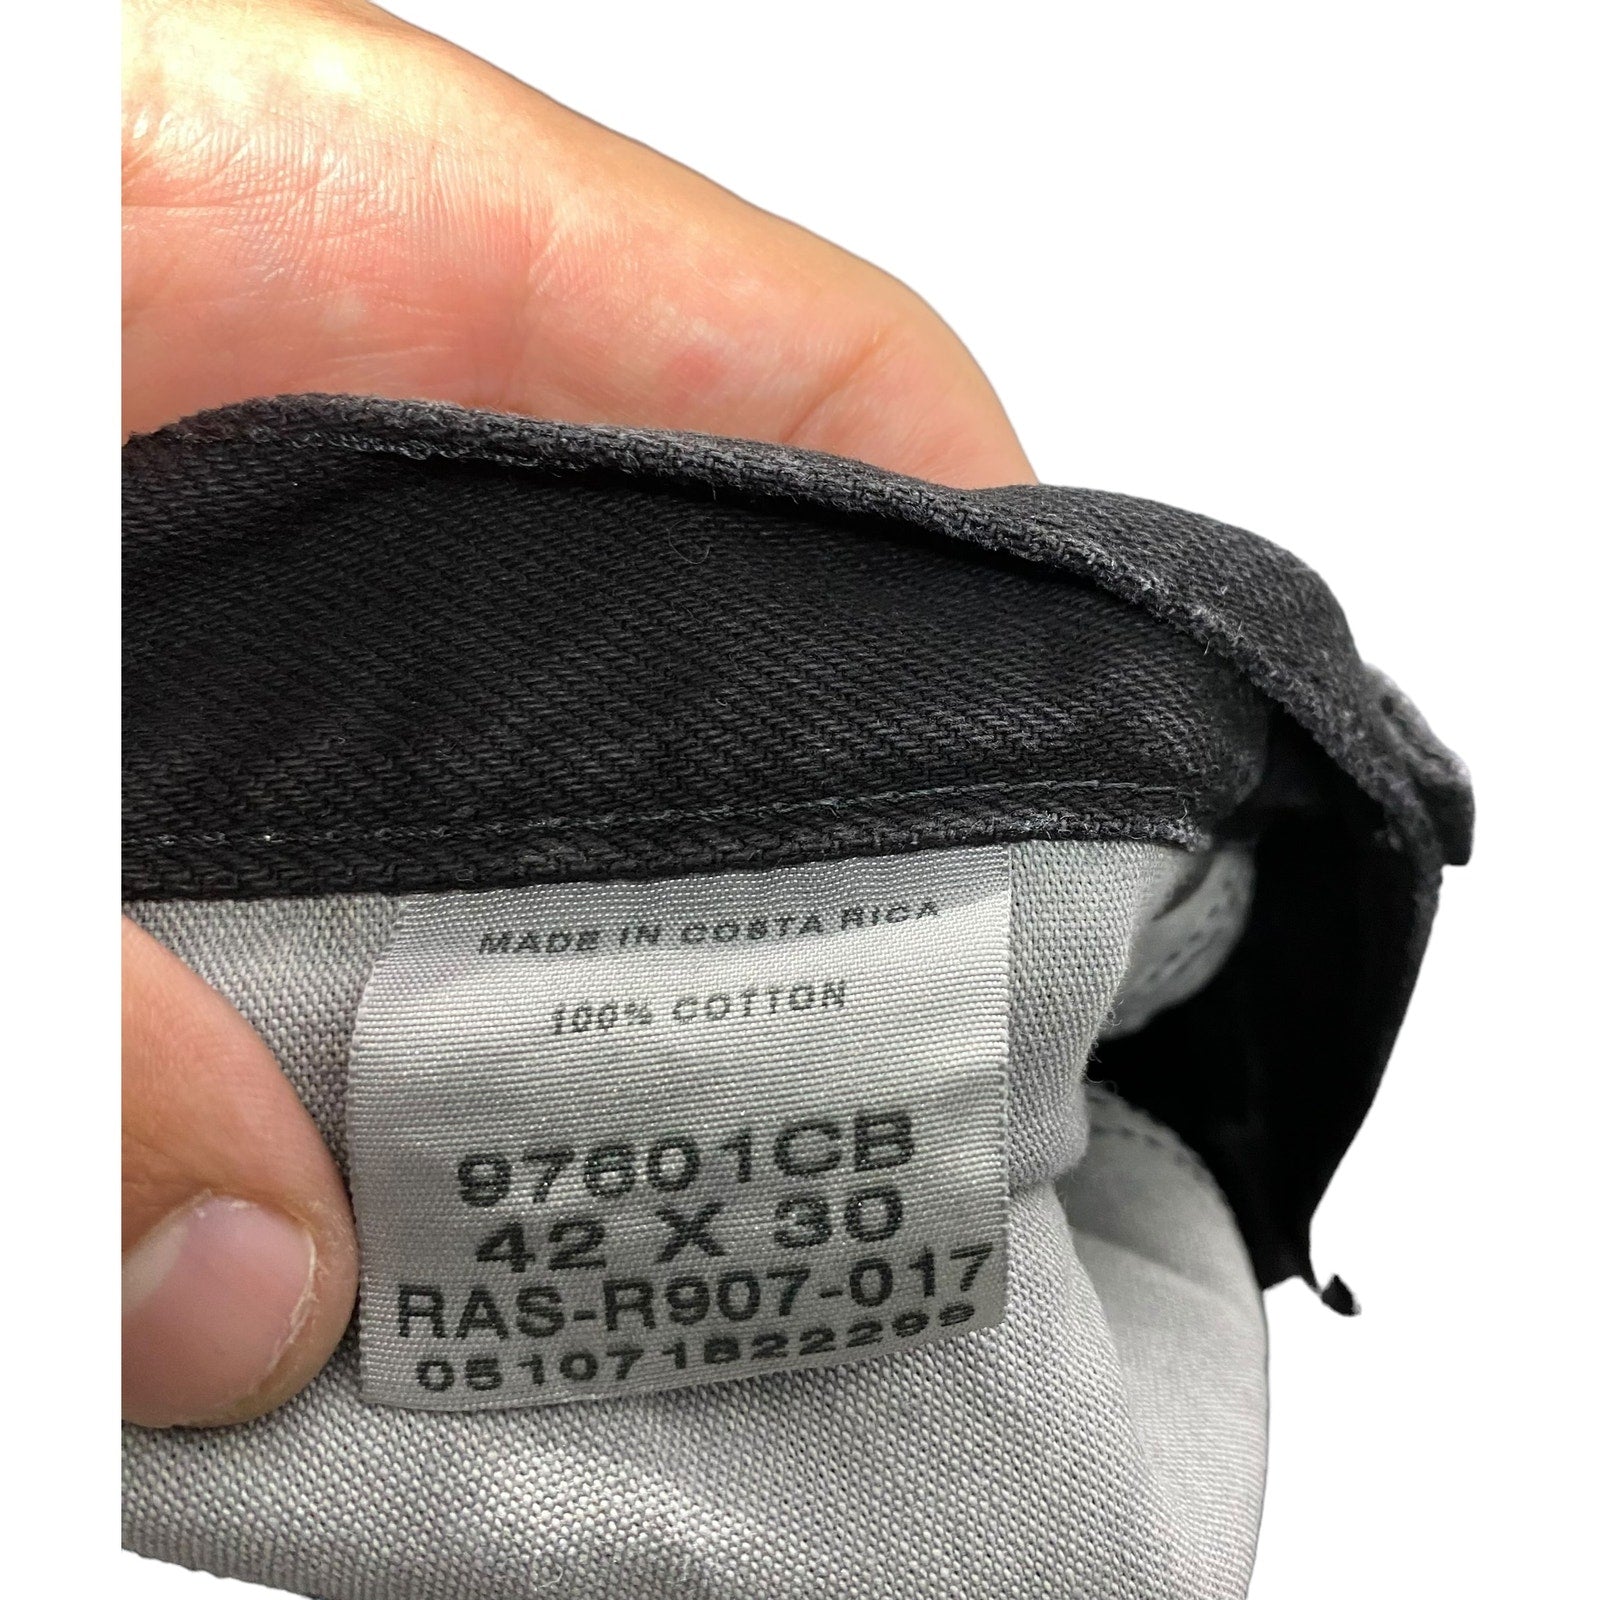 MADE IN COSTA RICA
100% COTTON
97601CB
42 X 30
RAS-R907-017
051071822299